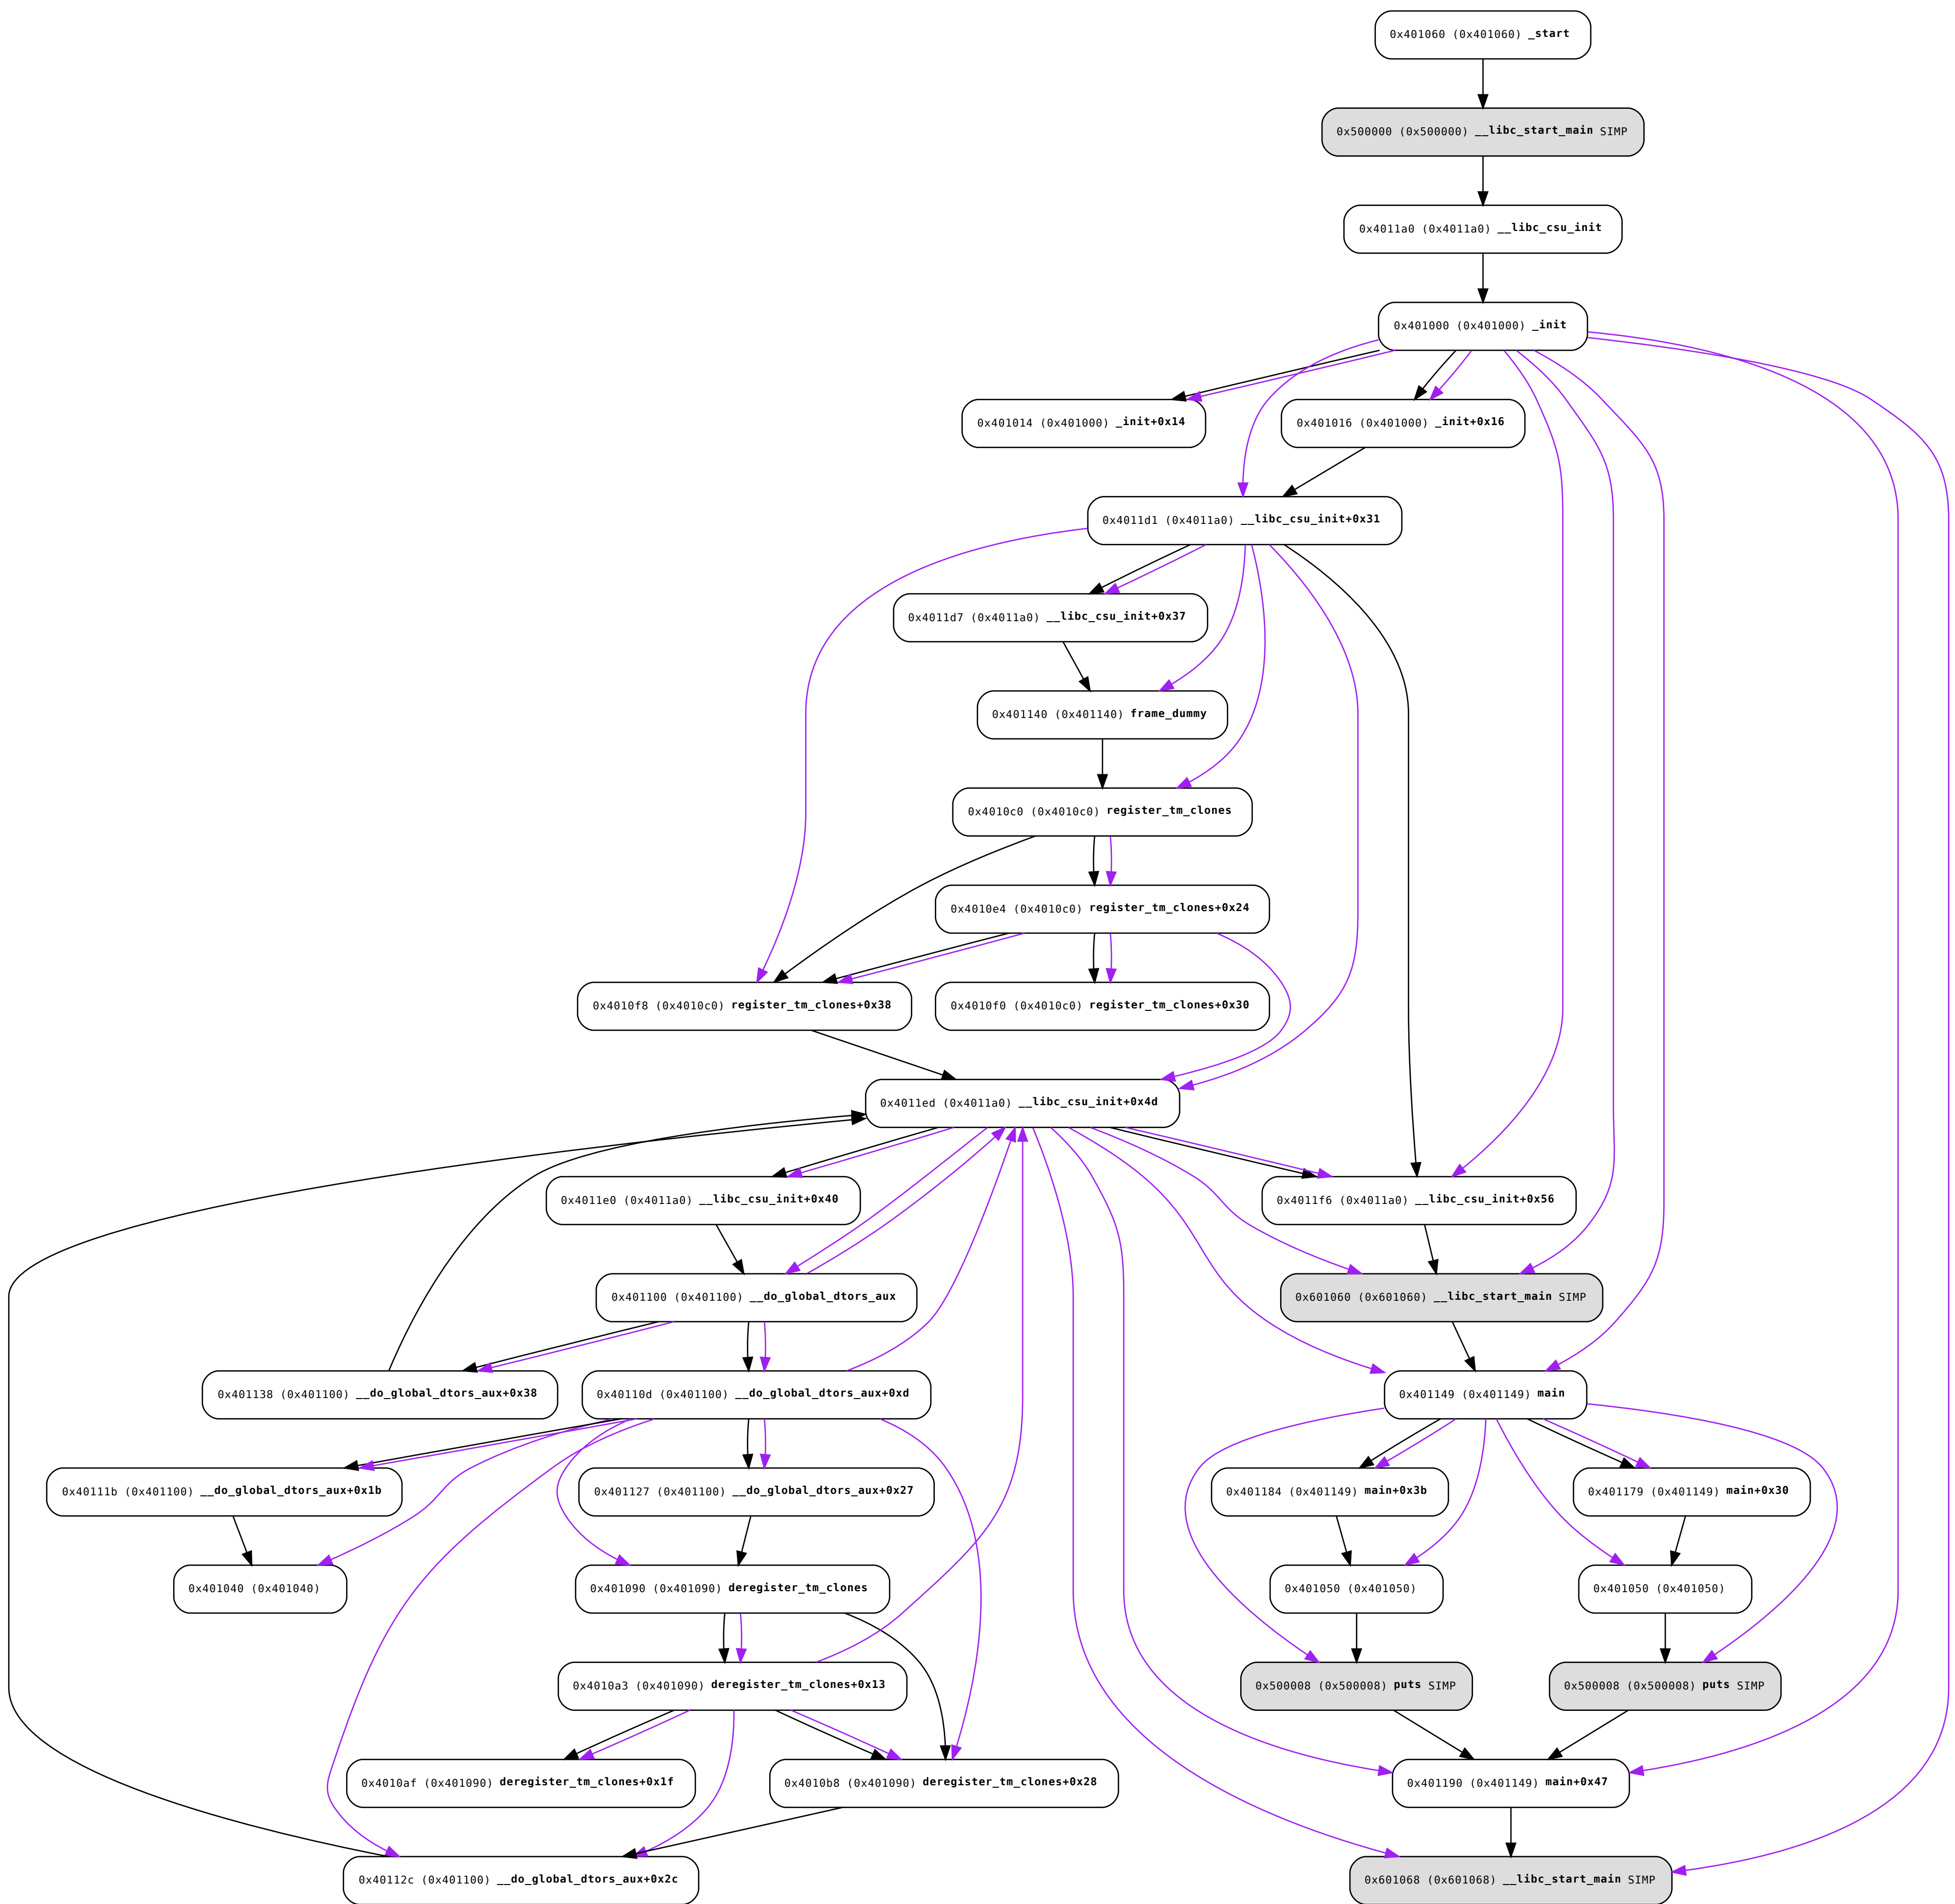 0x401060 (0x401060) _start
0x500000 (0x500000) __libc_start_main SIMP
0x4011a0 (0x4011a0) __libc_csu_init
0x401000 (0x401000) _init
0x401014 (0x401000) _init+0x14
0x401016 (0x401000) _init+0x16
0x4011d1 (0x4011a0) __libc_csu_init+0x31
0x4011d7 (0x4011a0) __libc_csu_init+0x37
0x401140 (0x401140) frame_dummy
0x4010c0 (0x4010c0) register_tm_clones
0x4010e4 (0x4010c0) register_tm_clones+0x24
0x4010f8 (0x4010c0) register_tm_clones+0x38
0x4010f0 (0x4010c0) register_tm_clones+0x30
0x4011ed (0x4011a0) __libc_csu_init+0x4d
0x4011e0 (0x4011a0) __libc_csu_init+0x40
0x4011f6 (0x4011a0) __libc_csu_init+0x56
0x401100 (0x401100) __do_global_dtors_aux
0x601060 (0x601060) __libc_start_main SIMP
0x401138 (0x401100) __do_global_dtors_aux+0x38
0x40110d (0x401100) __do_global_dtors_aux+0xd
0x401149 (0x401149) main
0x40111b (0x401100) __do_global_dtors_aux+0x1b
0x401127 (0x401100) __do_global_dtors_aux+0x27
0x401184 (0x401149) main+0x3b
0x401179 (0x401149) main+0x30
0x401040 (0x401040)
0x401090 (0x401090) deregister_tm_clones
0x401050 (0x401050)
0x401050 (0x401050)
0x4010a3 (0x401090) deregister_tm_clones+0x13
0x500008 (0x500008) puts SIMP
0x500008 (0x500008) puts SIMP
0x4010af (0x401090) deregister_tm_clones+0x1f
0x4010b8 (0x401090) deregister_tm_clones+0x28
0x401190 (0x401149) main+0x47
0x40112c (0x401100) __do_global_dtors_aux+0x2c
0x601068 (0x601068) __libc_start_main SIMP